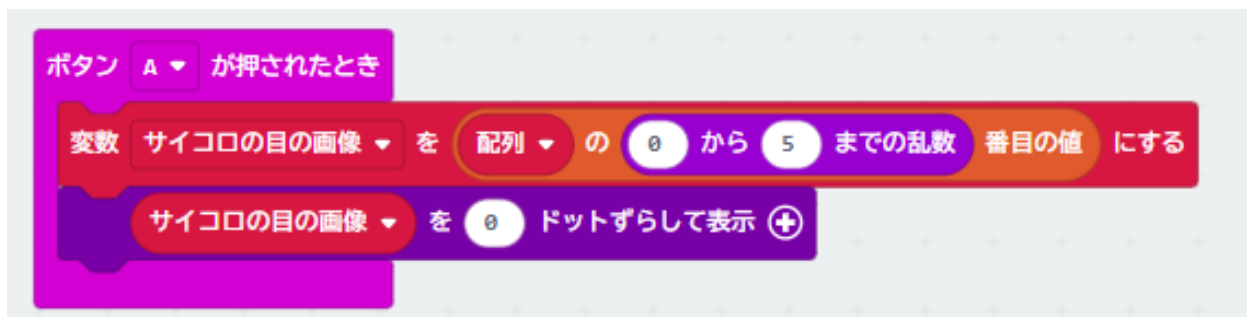 ボタン A が押されたとき
変数 サイコロの目の画像 を 配列 の 0 から 5 までの乱数 番目の値 にする
サイコロの目の画像 を 0 ドットずらして表示